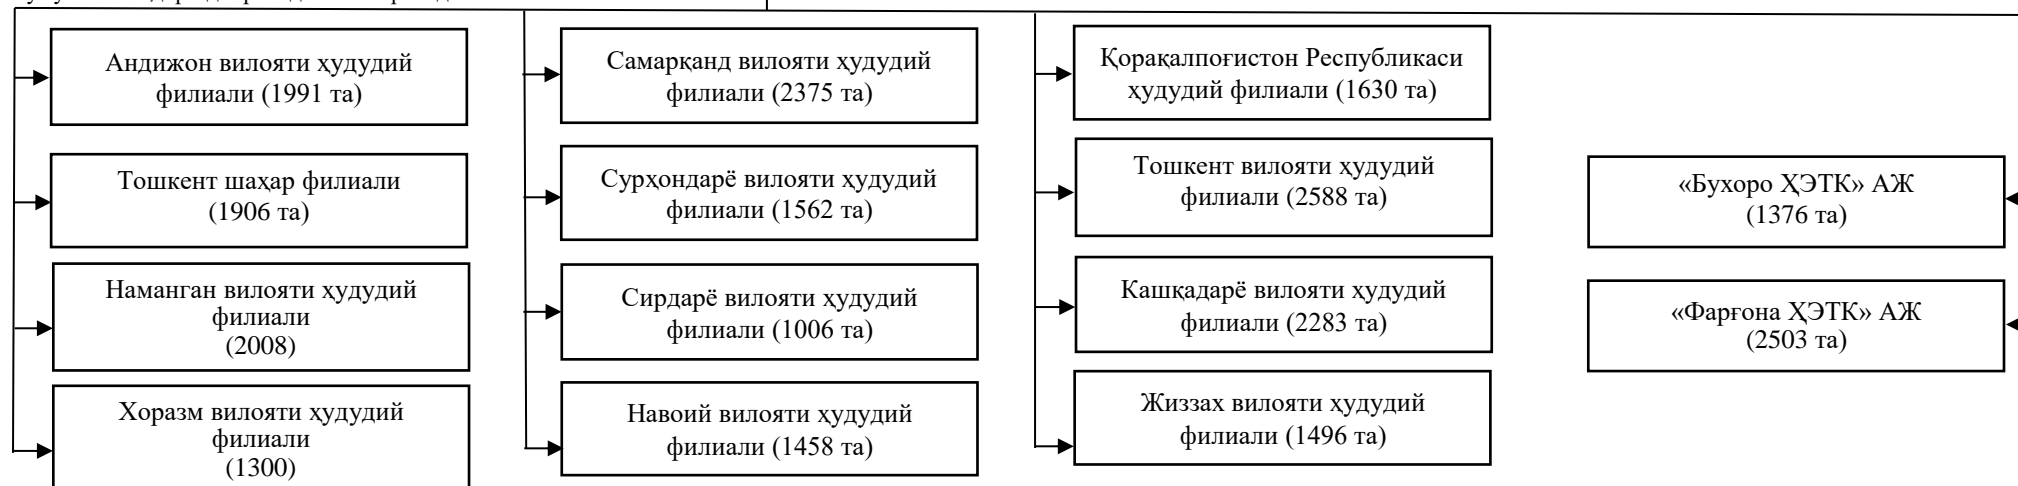 Андижон вилояти ҳудудий
филиали (1991 та)
Тошкент шаҳар филиали
(1906 та)
Наманган вилояти ҳудудий
филиали
(2008)
Хоразм вилояти ҳудудий
филиали
(1300)
Самарқанд вилояти ҳудудий
филиали (2375 та)
Сурҳондарё вилояти ҳудудий
филиали (1562 та)
Сирдарё вилояти ҳудудий
филиали (1006 та)
Навоий вилояти ҳудудий
филиали (1458 та)
Қорақалпоғистон Республикаси
ҳудудий филиали (1630 та)
Тошкент вилояти ҳудудий
филиали (2588 та)
Кашқадарё вилояти ҳудудий
филиали (2283 та)
Жиззах вилояти ҳудудий
филиали (1496 та)
«Бухоро ҲЭТК» АЖ
(1376 та)
«Фарғона ҲЭТК» АЖ
(2503 та)